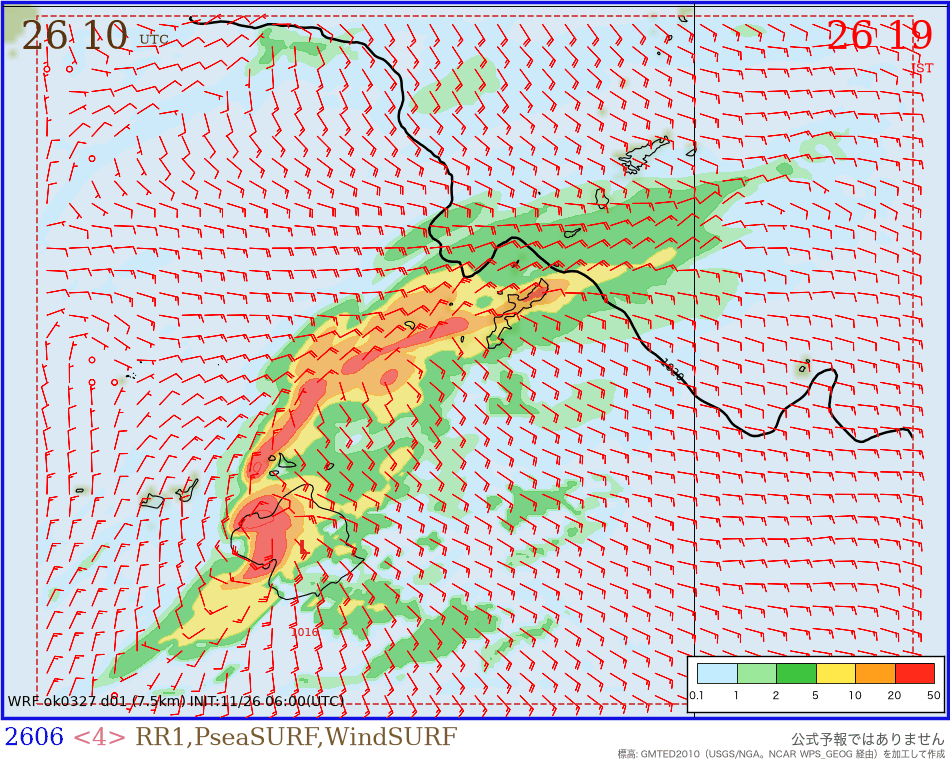 26 10 UTC
26 19
JST
1020
1016
WRF ok0327 d01 (7.5km) INIT:11/26 06:00(UTC)
0.1 1 2 5 10 20 50
2606 <4> RR1,PseaSURF,WindSURF
公式予報ではありません
標高: GMTED2010（USGS/NGA。NCAR WPS_GEOG 経由）を加工して作成